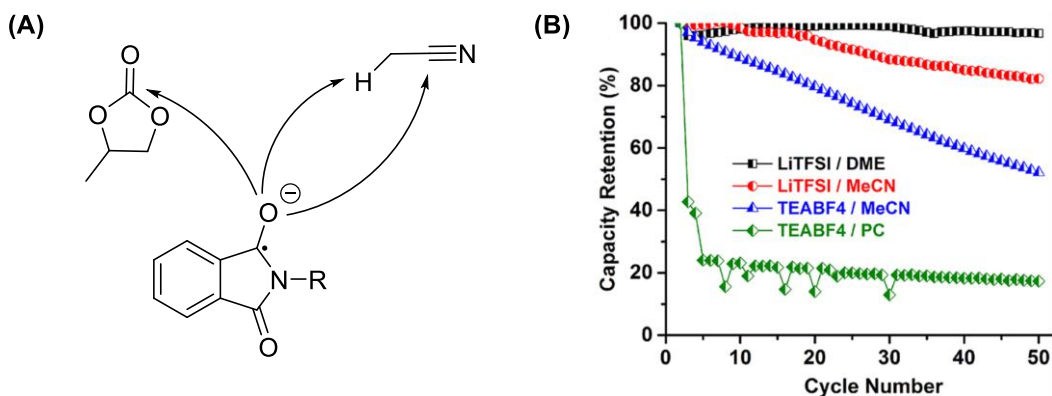 (A)
O
O
O
H
N
O
⊖
N–R
O
(B)
Capacity Retention (%)
100
80
60
40
20
0
LiTFSI / DME
LiTFSI / MeCN
TEABF4 / MeCN
TEABF4 / PC
0
10
20
30
40
50
Cycle Number